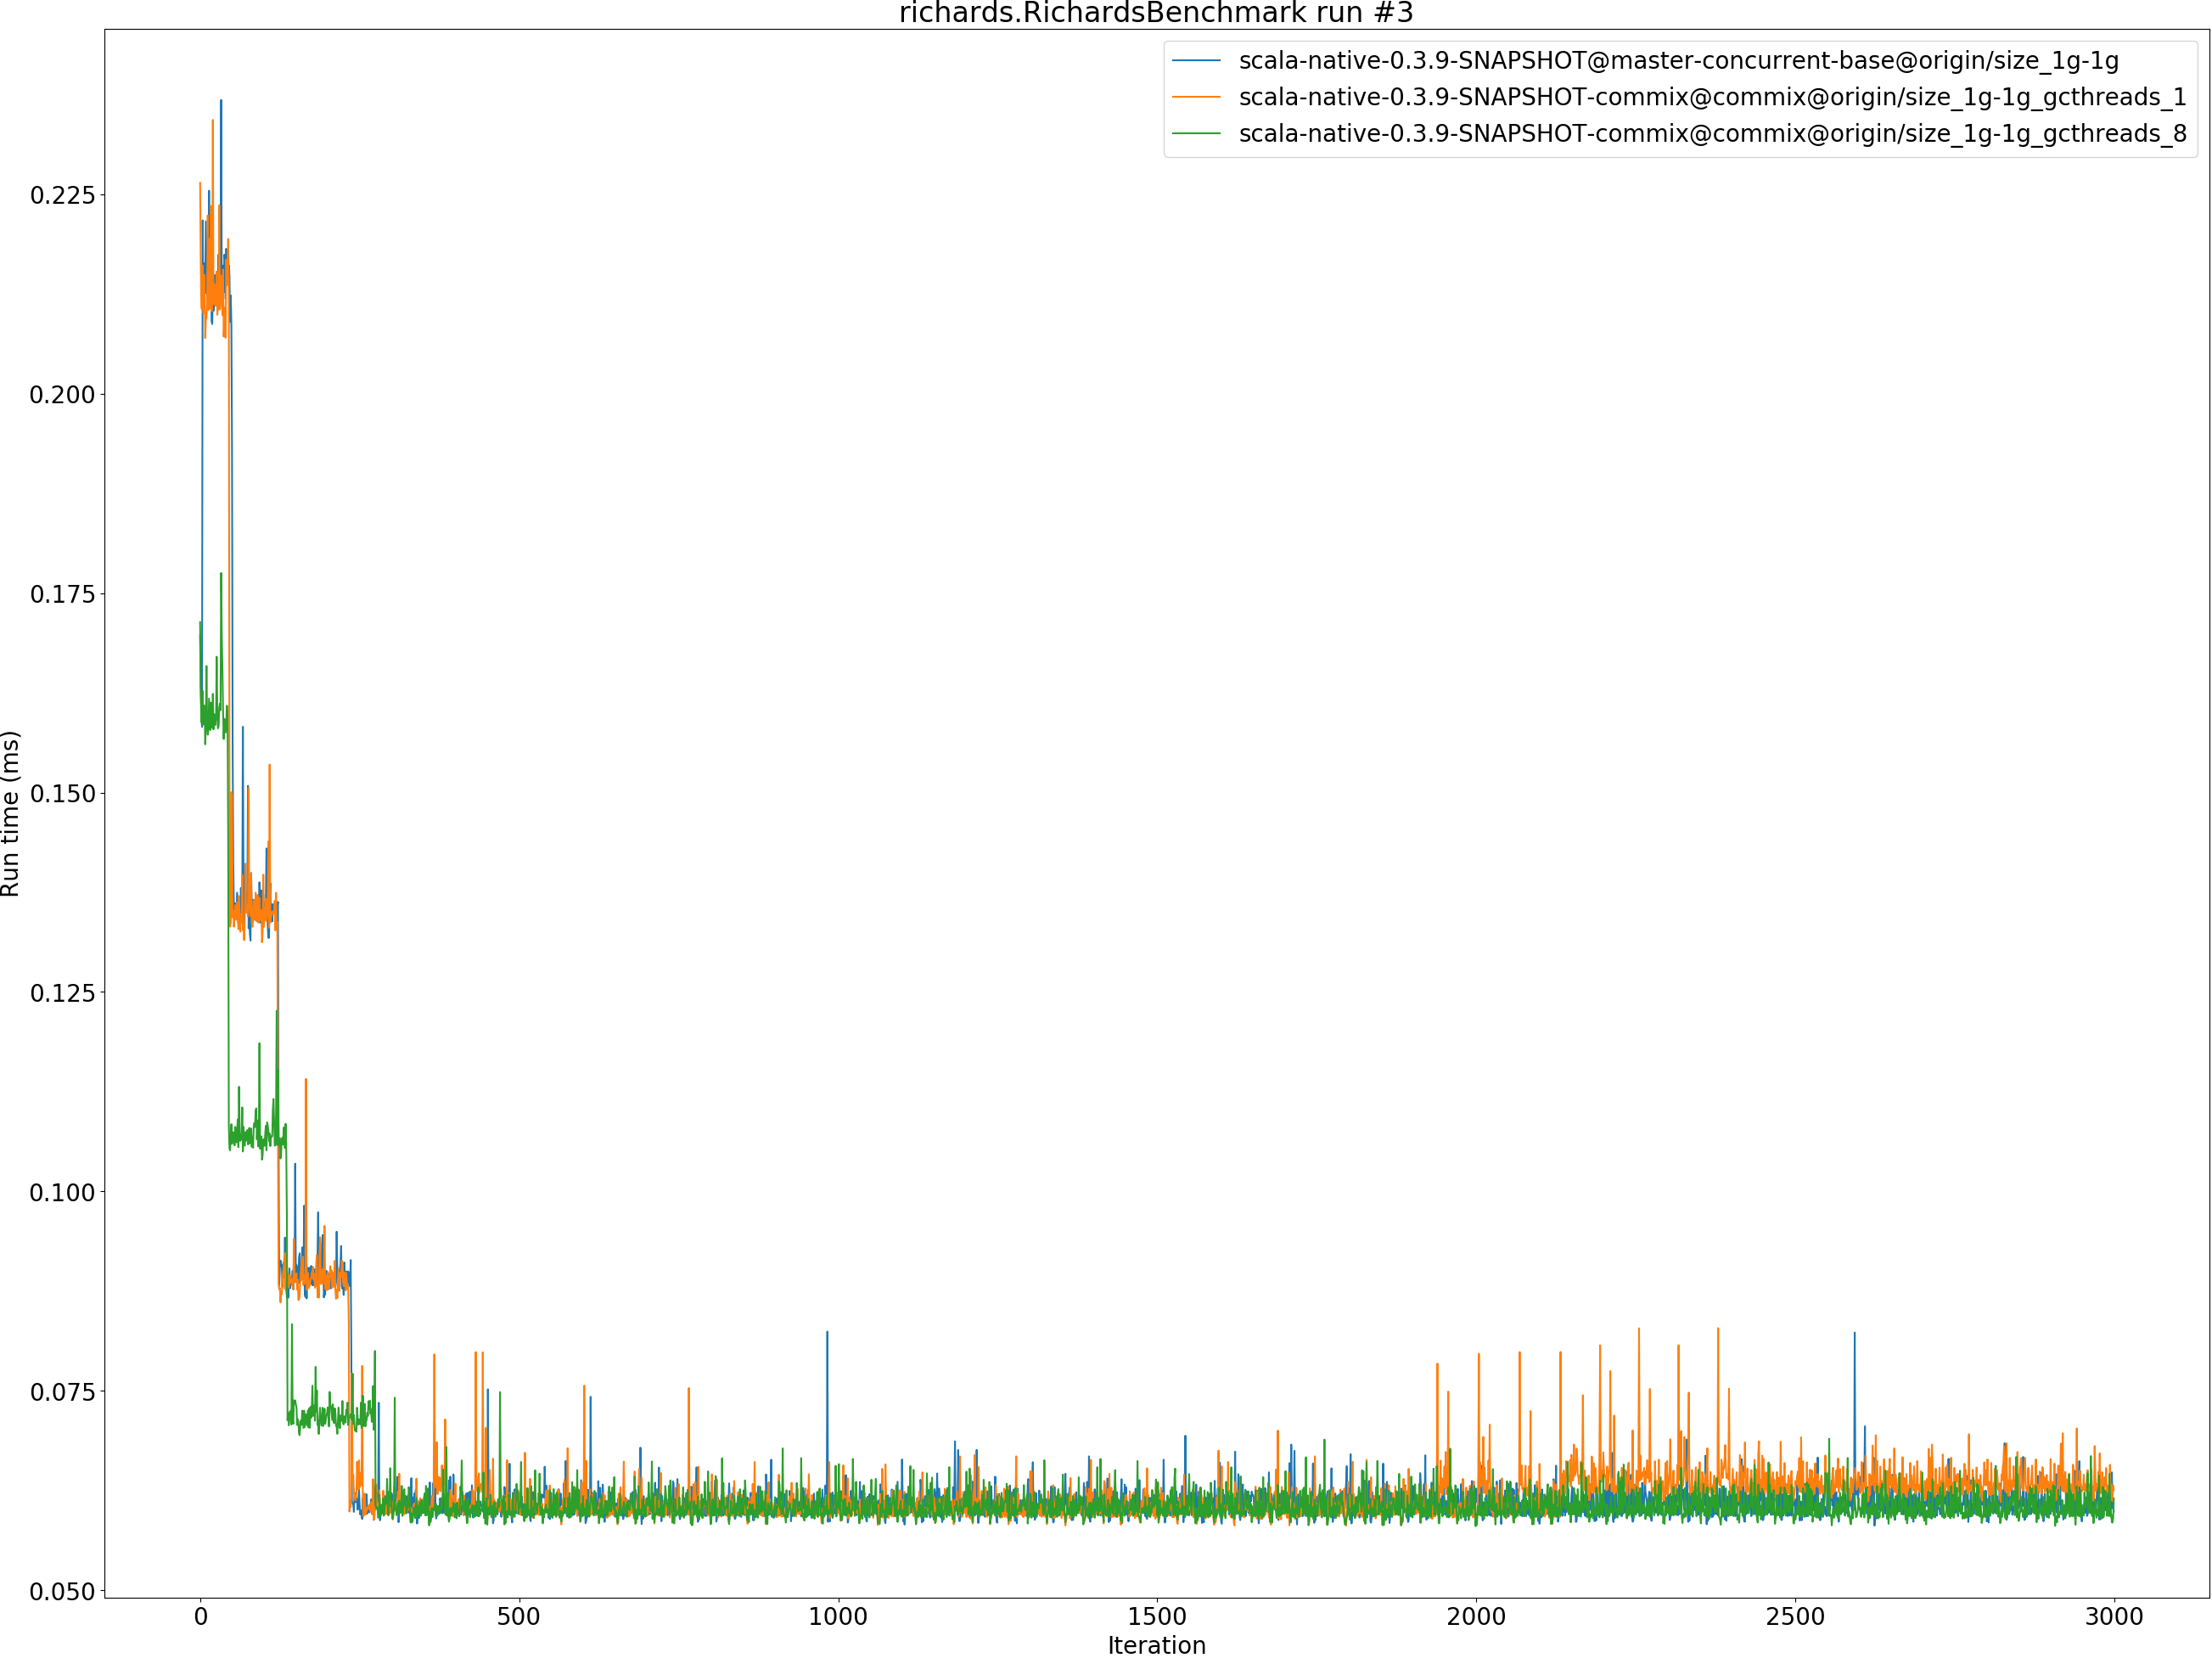 richards.RichardsBenchmark run #3
scala-native-0.3.9-SNAPSHOT@master-concurrent-base@origin/size_1g-1g
scala-native-0.3.9-SNAPSHOT-commix@commix@origin/size_1g-1g_gcthreads_1
scala-native-0.3.9-SNAPSHOT-commix@commix@origin/size_1g-1g_gcthreads_8
Run time (ms)
0.225
0.200
0.175
0.150
0.125
0.100
0.075
0.050
0 500 1000 1500 2000 2500 3000
Iteration